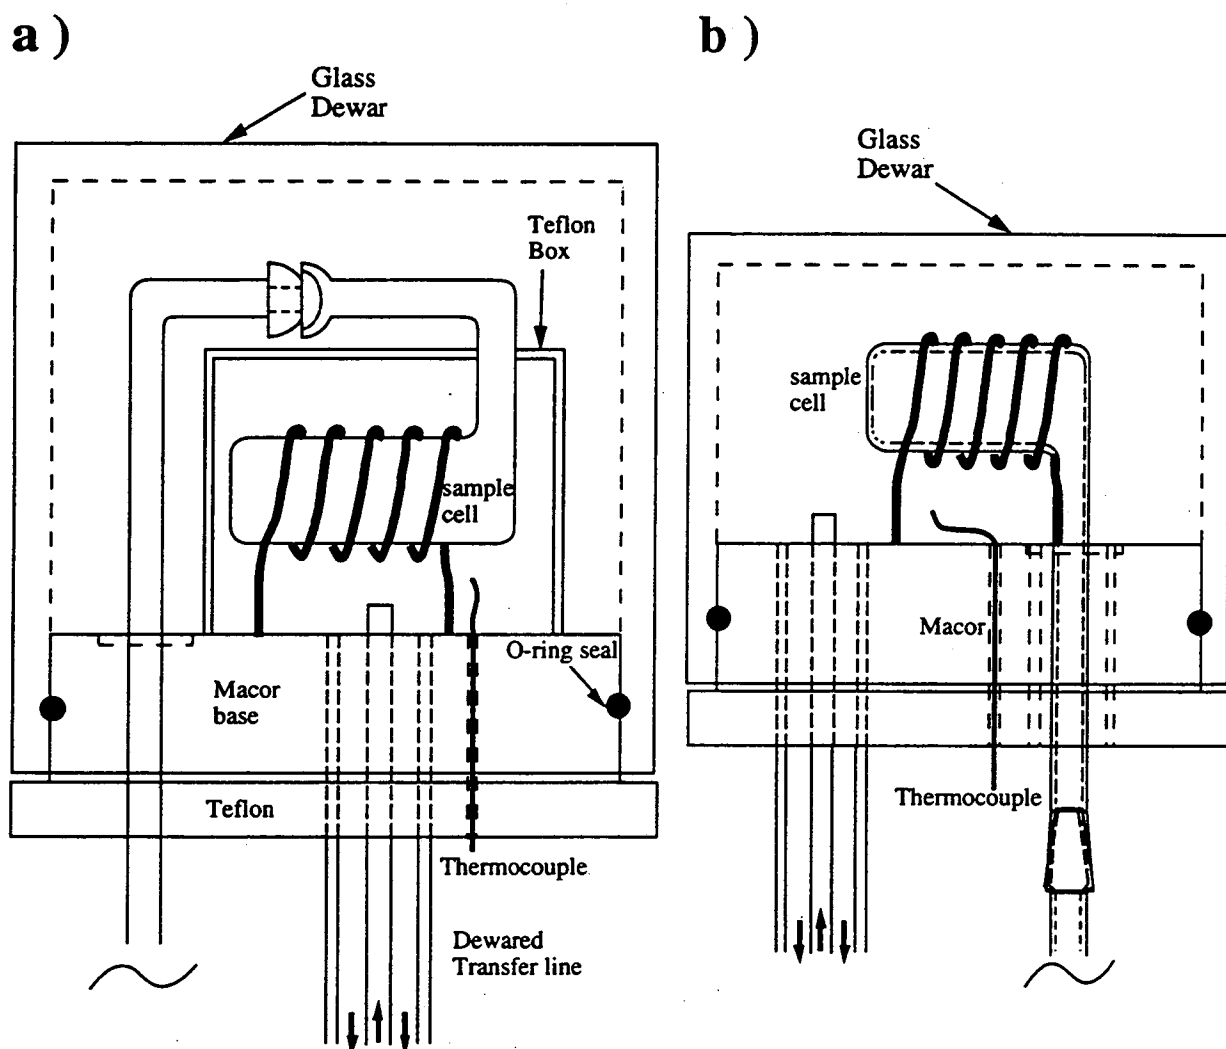 a )
Glass
Dewar
Teflon
Box
sample
cell
O-ring seal
Macor
base
Teflon
Thermocouple
Dewared
Transfer line
b )
Glass
Dewar
sample
cell
Macor
Thermocouple